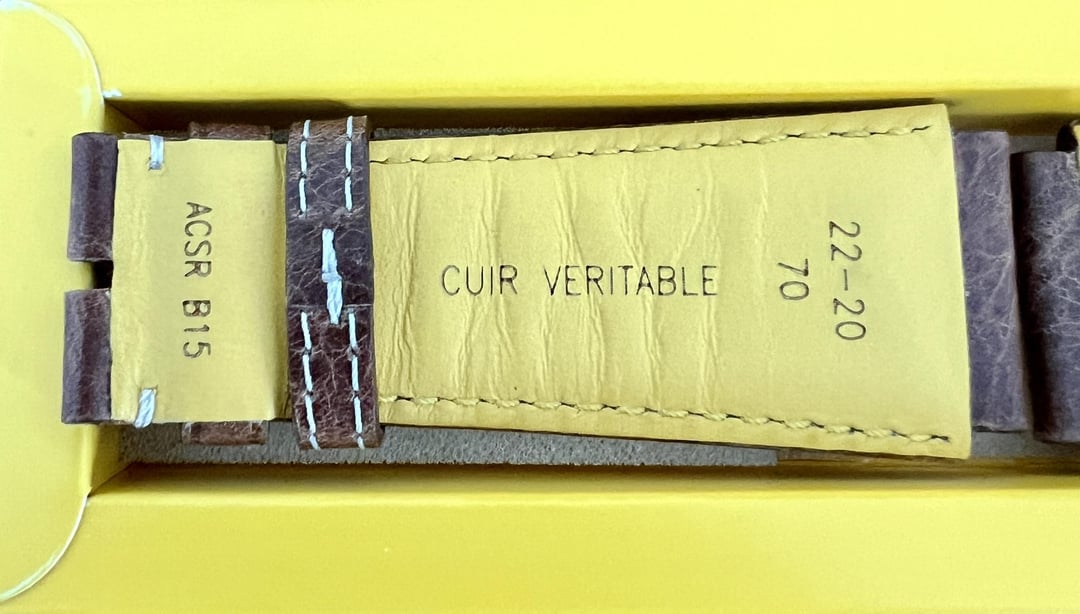 ACSR B15
CUIR VERITABLE
22-20
70